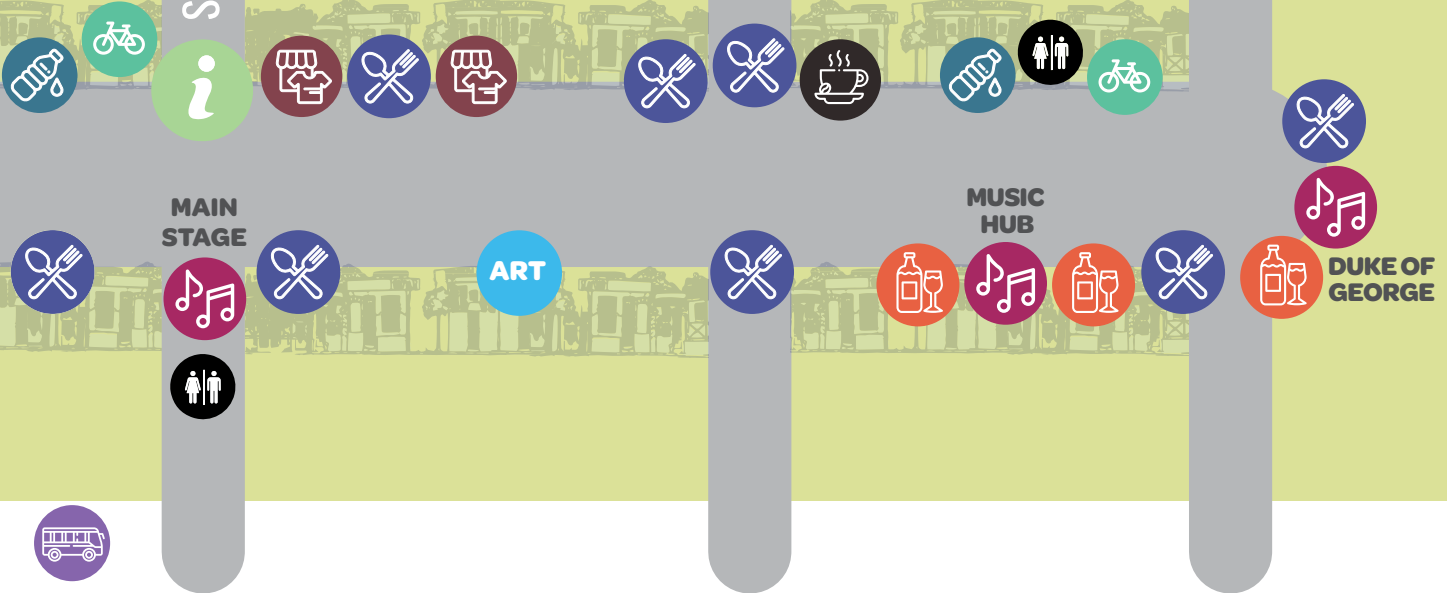 S
i
MAIN
STAGE
ART
MUSIC
HUB
DUKE OF
GEORGE